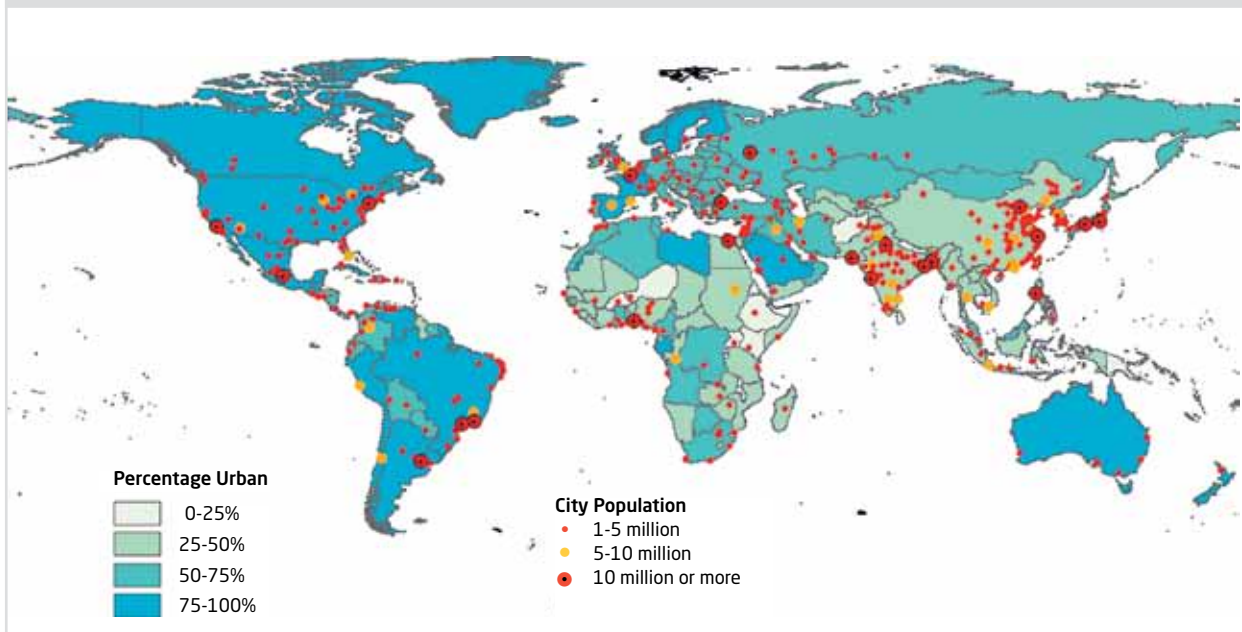 Percentage Urban
0-25%
25-50%
50-75%
75-100%
City Population
1-5 million
5-10 million
10 million or more